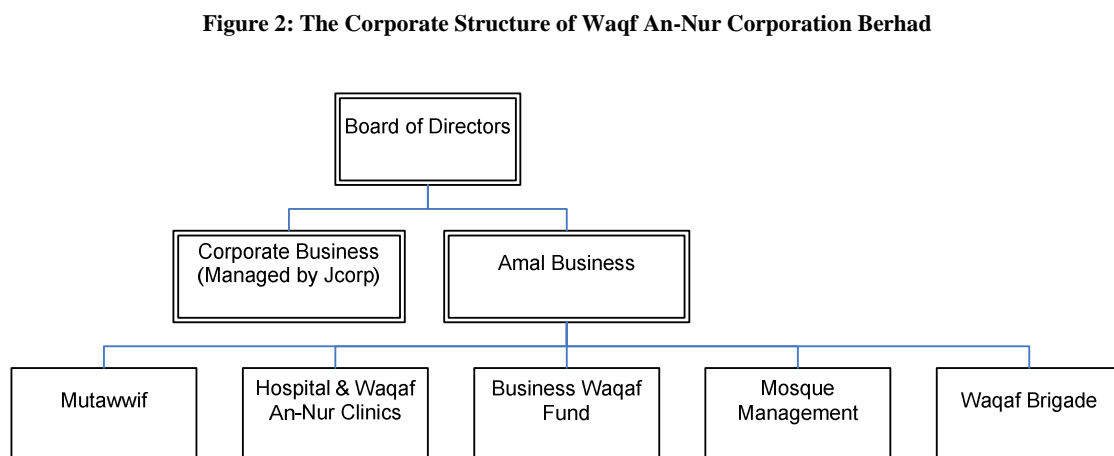 Figure 2: The Corporate Structure of Waqf An-Nur Corporation Berhad
Board of Directors
Corporate Business
(Managed by Jcorp)
Amal Business
Mutawwif
Hospital & Waqaf
An-Nur Clinics
Business Waqaf
Fund
Mosque
Management
Waqaf Brigade